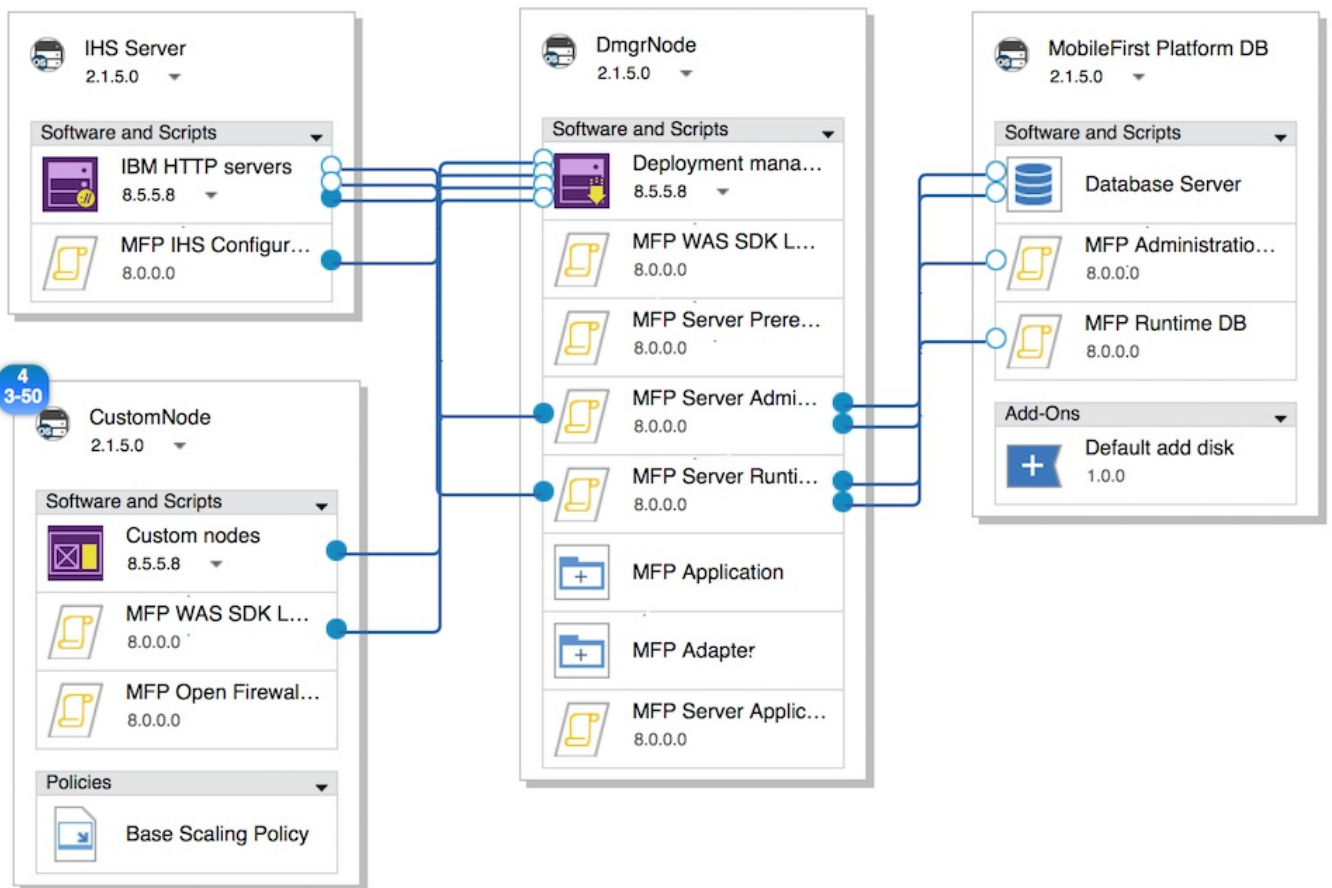 IHS Server
2.1.5.0
Software and Scripts
IBM HTTP servers
8.5.5.8
MFP IHS Configur...
8.0.0.0
4
3-50
CustomNode
2.1.5.0
Software and Scripts
Custom nodes
8.5.5.8
MFP WAS SDK L...
8.0.0.0
MFP Open Firewal...
8.0.0.0
Policies
Base Scaling Policy
DmgrNode
2.1.5.0
Software and Scripts
Deployment mana...
8.5.5.8
MFP WAS SDK L...
8.0.0.0
MFP Server Prere...
8.0.0.0
MFP Server Admi...
8.0.0.0
MFP Server Runti...
8.0.0.0
MFP Application
MFP Adapter
MFP Server Applic...
8.0.0.0
MobileFirst Platform DB
2.1.5.0
Software and Scripts
Database Server
MFP Administratio...
8.0.0.0
MFP Runtime DB
8.0.0.0
Add-Ons
Default add disk
1.0.0